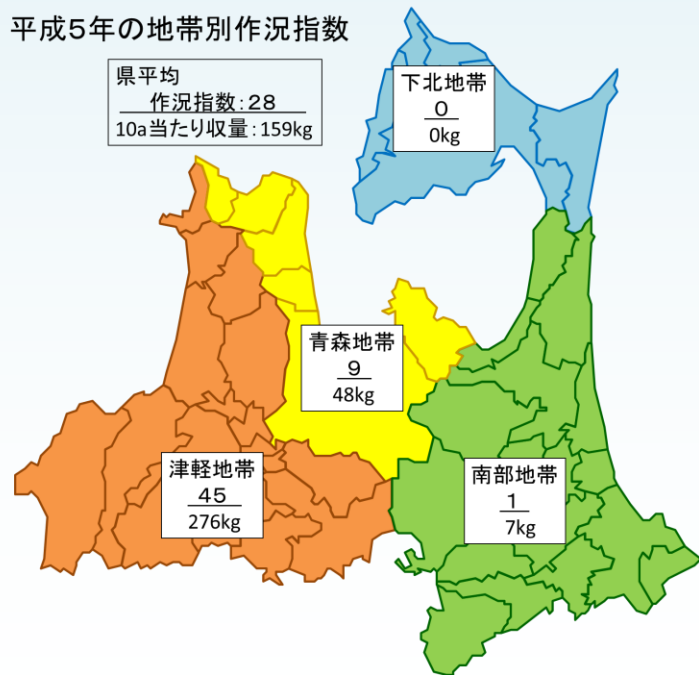 平成5年の地帯別作況指数
県平均
作況指数:28
10a当たり収量:159kg
下北地帯
0
0kg
青森地帯
9
48kg
津軽地帯
45
276kg
南部地帯
1
7kg